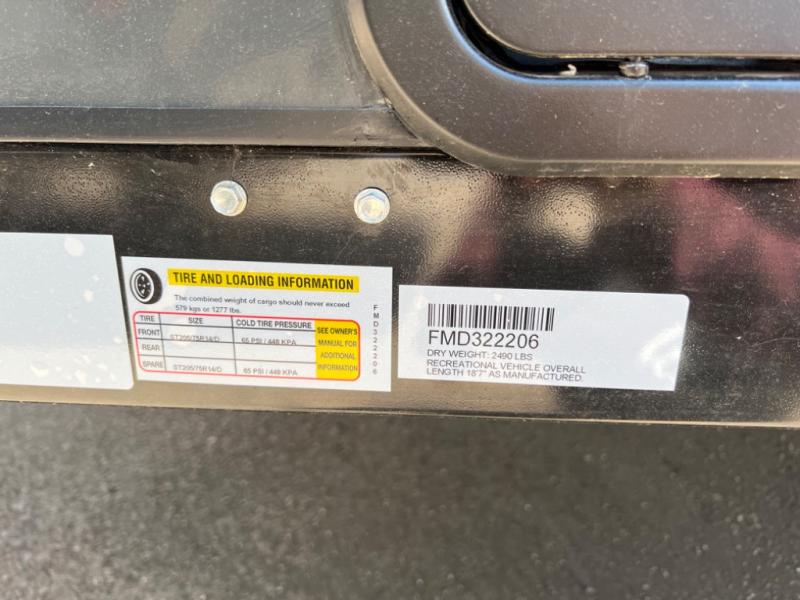 TIRE AND LOADING INFORMATION
The combined weight of cargo should never exceed
579 kgs or 1277 lbs.
TIRE SIZE COLD TIRE PRESSURE
FRONT ST205/75R14/D 65 PSI / 448 KPA
REAR
SPARE ST205/75R14/D 65 PSI / 448 KPA
SEE OWNER'S
MANUAL FOR
ADDITIONAL
INFORMATION
FMD322206
FMD322206
DRY WEIGHT: 2490 LBS
RECREATIONAL VEHICLE OVERALL
LENGTH 18'7" AS MANUFACTURED.